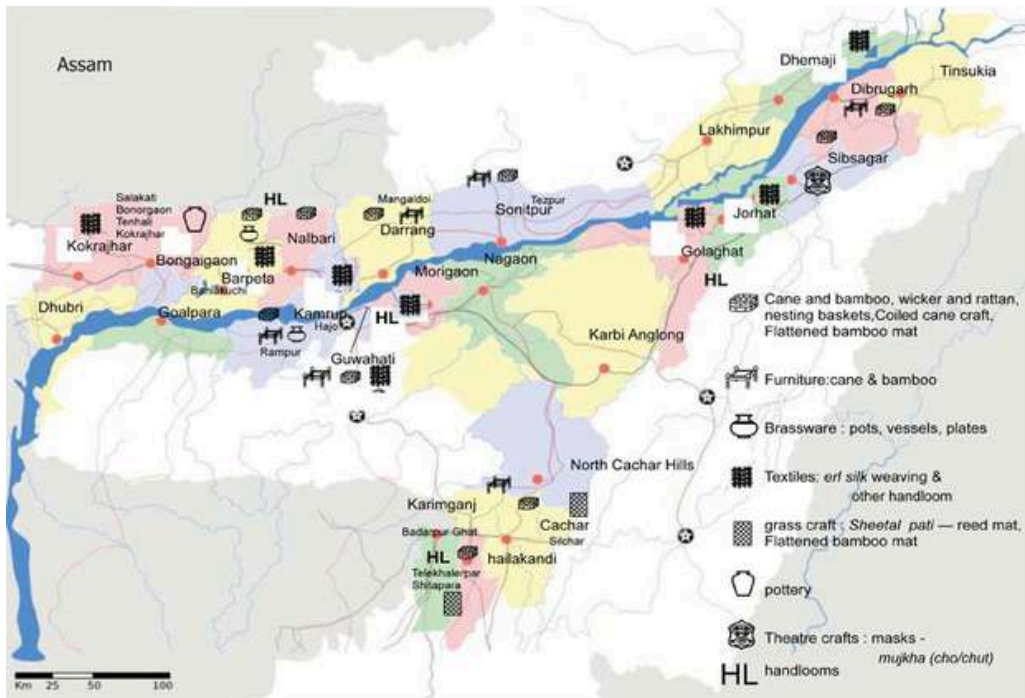 Assam
Dhemaji
Tinsukia
Dibrugarh
Lakhimpur
Sibsagar
Salakati
Bonorgaon
Tenhali
Kokrajhar
Kokrajhar
HL
Nalbari
Mangaldoi
Darrang
Sonitpur
Tezpur
Jorhat
Golaghat
HL
Bongaigaon
Barpeta
Morigaon
Nagaon
Dhubri
Goalpara
Kamrup
Hajo
HL
Rampur
Guwahati
Karbi Anglong
North Cachar Hills
Karimganj
Cachar
Silchar
Badarpur Ghat
HL
hailakandi
Telekhalerpar
Shitapara
Cane and bamboo, wicker and rattan,
nesting baskets,Coiled cane craft,
Flattened bamboo mat
Furniture:cane & bamboo
Brassware : pots, vessels, plates
Textiles: erl silk weaving &
other handloom
grass craft : Sheetal pati — reed mat,
Flattened bamboo mat
pottery
Theatre crafts : masks -
mujkha (cho/chut)
HL handlooms
Km 25 50 100